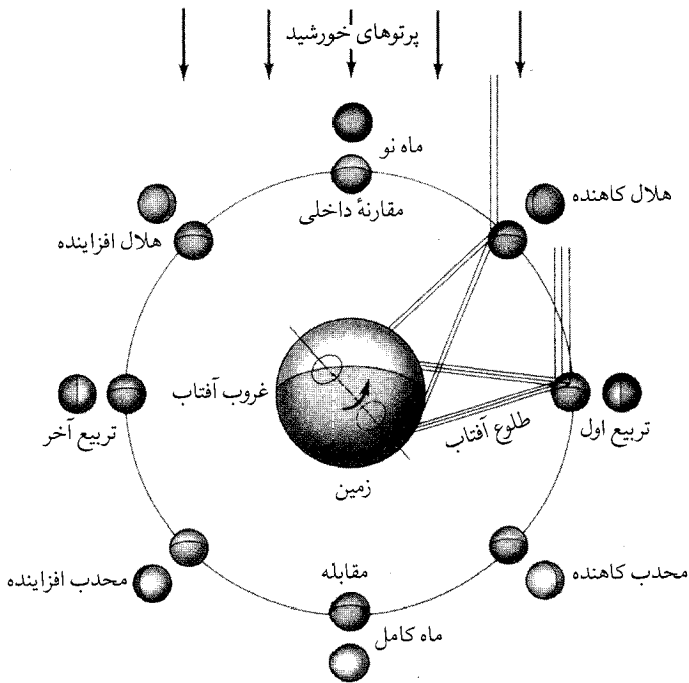 پرتوهای خورشید
ماه نو
مقارنهٔ داخلی
هلال کاهنده
هلال افزاینده
غروب آفتاب
تربیع آخر
تربیع اول
طلوع آفتاب
زمین
محدب کاهنده
محدب افزاینده
مقابله
ماه کامل